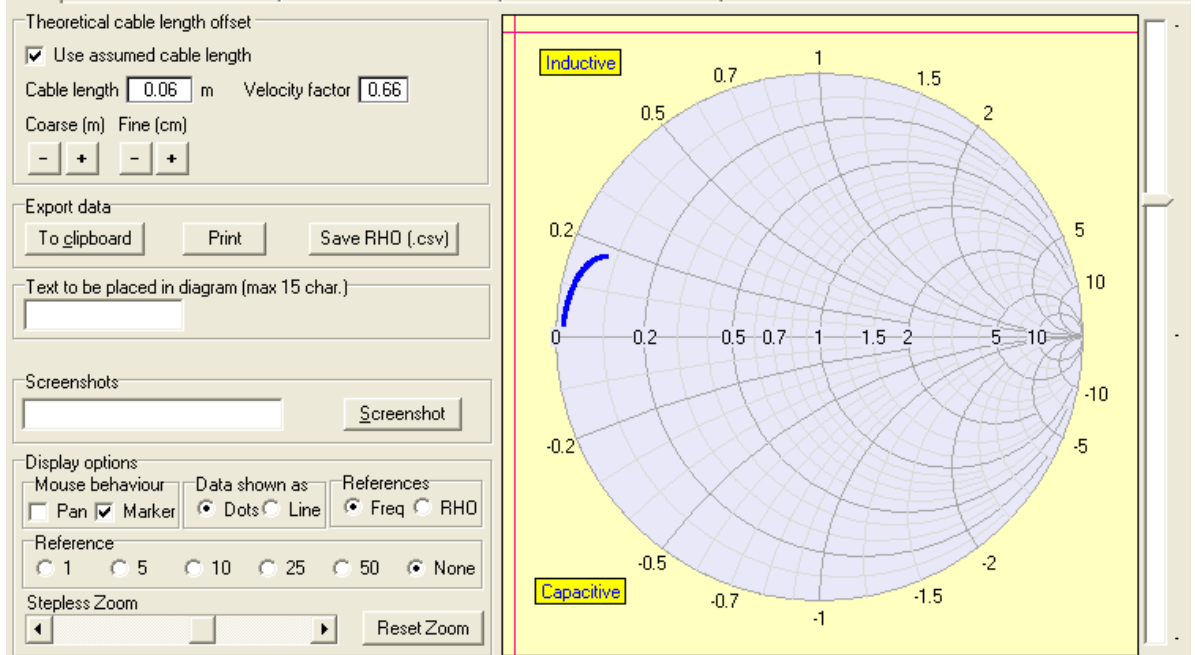 Theoretical cable length offset
Use assumed cable length
Cable length 0.06 m Velocity factor 0.66
Coarse (m) Fine (cm)
- + - +
Export data
To clipboard Print Save RHO (.csv)
Text to be placed in diagram (max 15 char.)
Screenshots
Screenshot
Display options
Mouse behaviour Data shown as References
Pan Marker Dots Line Freq RHO
Reference
1 5 10 25 50 None
Stepless Zoom
Reset Zoom
Inductive
1
0.7 1.5
0.5 2
0.2 5
10
0 0.2 0.5 0.7 1 1.5 2 5 10
-10
-0.2 -5
-0.5 -2
Capacitive
-0.7 -1.5
-1